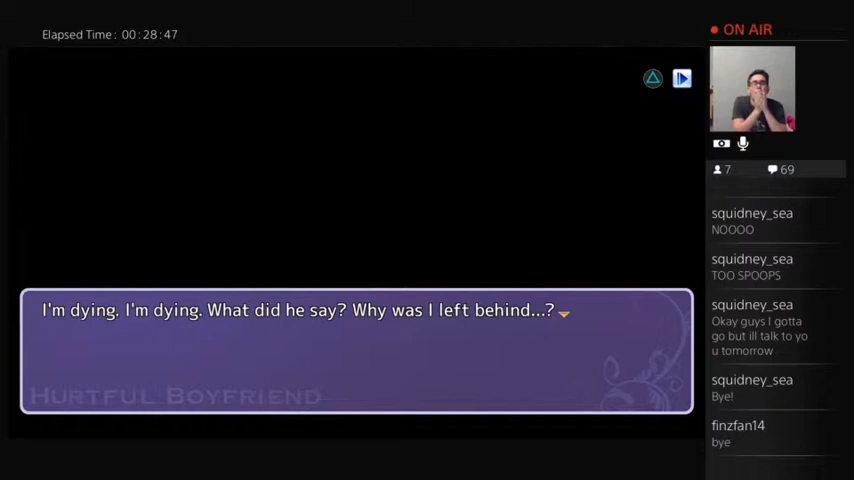 Elapsed Time: 00:28:47
ON AIR
7
69
squidney_sea
NOOOO
squidney_sea
TOO SPOOPS
squidney_sea
Okay guys I gotta
go but ill talk to yo
u tomorrow
squidney_sea
Bye!
finzfan14
bye
I'm dying. I'm dying. What did he say? Why was I left behind...?
HURTFUL BOYFRIEND